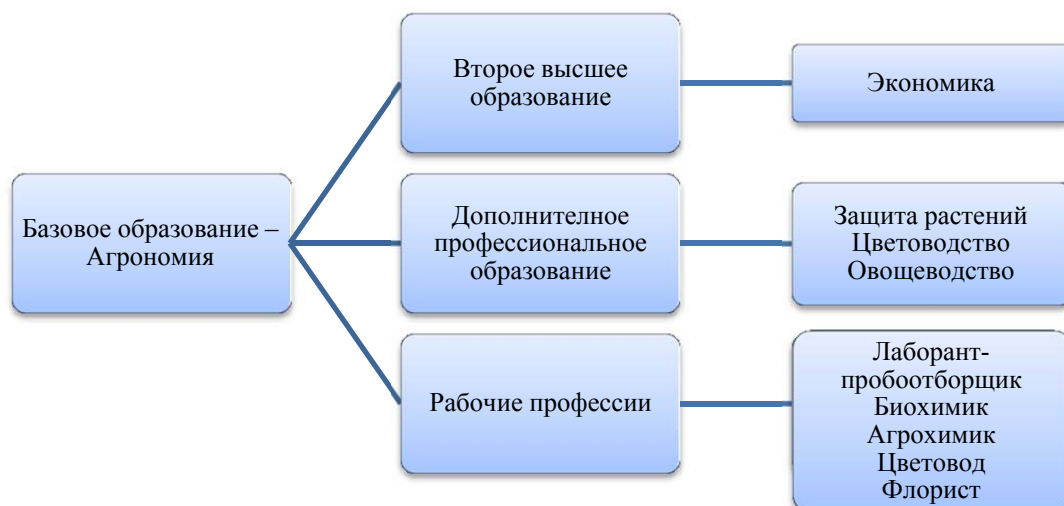 Базовое образование –
Агрономия
Второе высшее
образование
Экономика
Дополнителное
профессиональное
образование
Защита растений
Цветоводство
Овощеводство
Рабочие профессии
Лаборант-
пробоотборщик
Биохимик
Агрохимик
Цветовод
Флорист